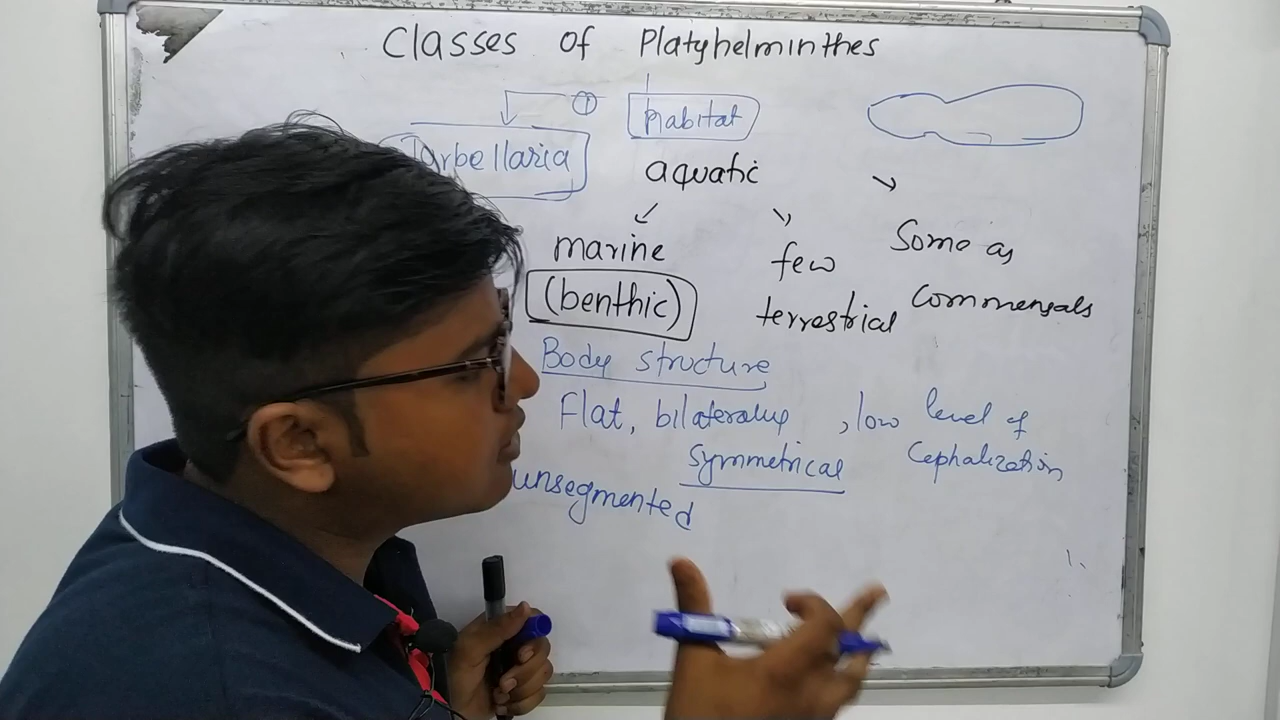 Classes of Platyhelminthes
① habitat
Turbellaria
aquatic
marine
(benthic)
few
terrestrial
Some as
Commensals
Body structure
Flat, bilaterally symmetrical, low level of Cephalization
unsegmented